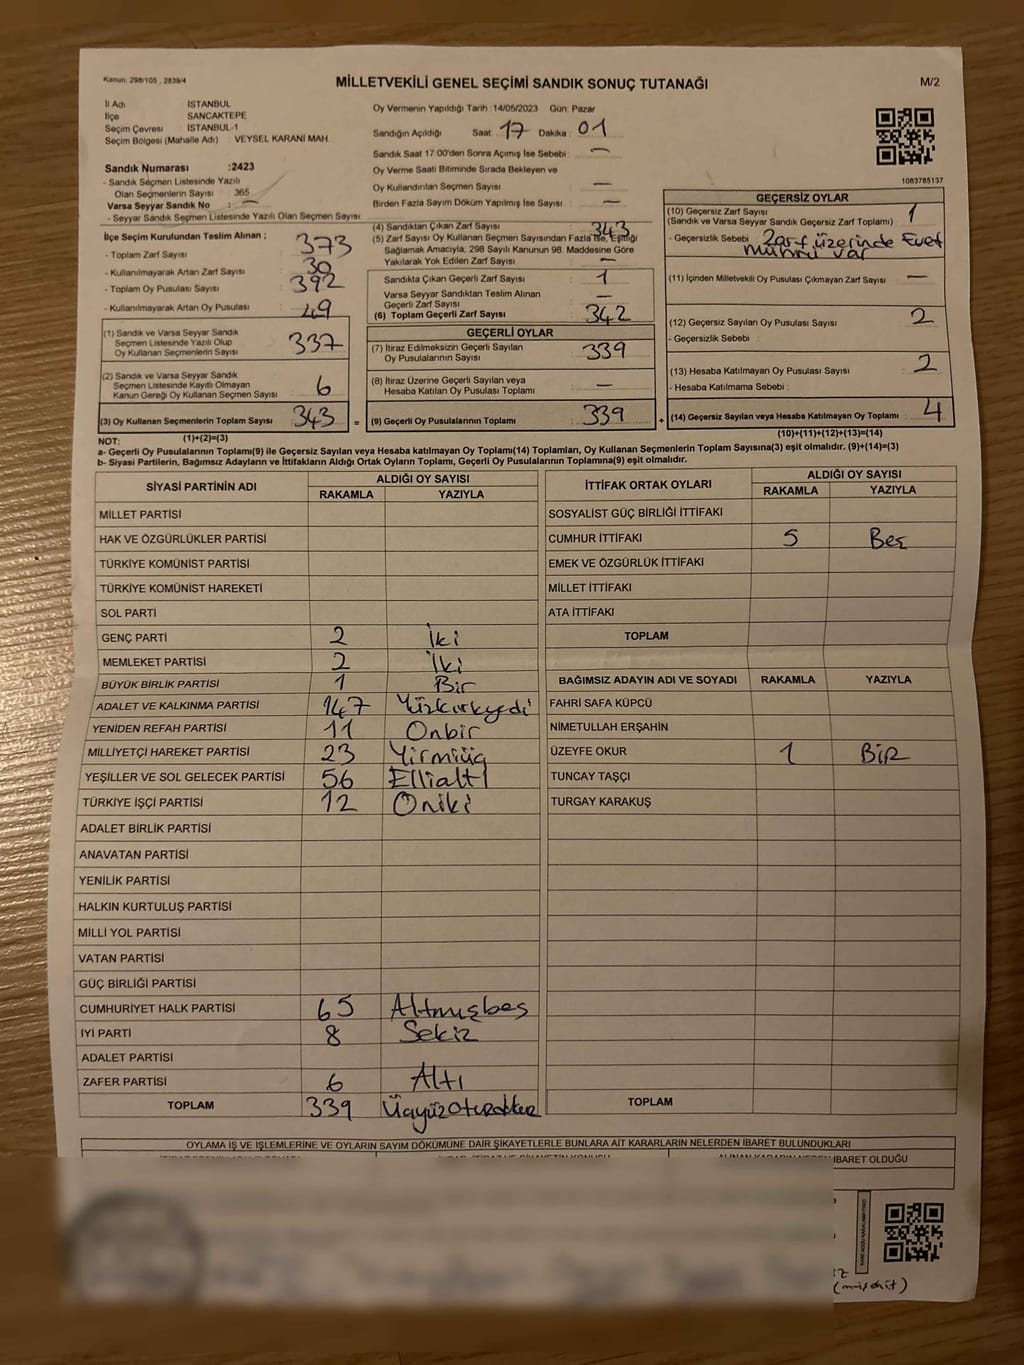 Kanun: 298/105 , 2839/4
MİLLETVEKİLİ GENEL SEÇİMİ SANDIK SONUÇ TUTANAĞI
M/2
İl Adı İSTANBUL
İlçe SANCAKTEPE
Seçim Çevresi İSTANBUL-1
Seçim Bölgesi (Mahalle Adı) VEYSEL KARANİ MAH.
Sandık Numarası :2423
- Sandık Seçmen Listesinde Yazılı
Olan Seçmenlerin Sayısı : 365
Varsa Seyyar Sandık No : —
- Seyyar Sandık Seçmen Listesinde Yazılı Olan Seçmen Sayısı:
Oy Vermenin Yapıldığı Tarih :14/05/2023 Gün: Pazar
Sandığın Açıldığı Saat 17 Dakika 01
Sandık Saat 17:00'den Sonra Açılmış İse Sebebi : —
Oy Verme Saati Bitiminde Sırada Bekleyen ve
Oy Kullandırılan Seçmen Sayısı : —
Birden Fazla Sayım Döküm Yapılmış İse Sayısı : —
1083785137
İlçe Seçim Kurulundan Teslim Alınan ;
- Toplam Zarf Sayısı : 373
- Kullanılmayarak Artan Zarf Sayısı : 30
- Toplam Oy Pusulası Sayısı : 392
- Kullanılmayarak Artan Oy Pusulası : 49
(1) Sandık ve Varsa Seyyar Sandık
Seçmen Listesinde Yazılı Olup
Oy Kullanan Seçmenlerin Sayısı : 337
(2) Sandık ve Varsa Seyyar Sandık
Seçmen Listesinde Kayıtlı Olmayan
Kanun Gereği Oy Kullanan Seçmen Sayısı : 6
(3) Oy Kullanan Seçmenlerin Toplam Sayısı : 343
(1)+(2)=(3)
(4) Sandıktan Çıkan Zarf Sayısı : 343
(5) Zarf Sayısı Oy Kullanan Seçmen Sayısından Fazla İse, Eşitliği
Sağlamak Amacıyla, 298 Sayılı Kanunun 98. Maddesine Göre
Yakılarak Yok Edilen Zarf Sayısı : —
Sandıkta Çıkan Geçerli Zarf Sayısı : 1
Varsa Seyyar Sandıktan Teslim Alınan
Geçerli Zarf Sayısı : —
(6) Toplam Geçerli Zarf Sayısı : 342
GEÇERLİ OYLAR
(7) İtiraz Edilmeksizin Geçerli Sayılan
Oy Pusulalarının Sayısı : 339
(8) İtiraz Üzerine Geçerli Sayılan veya
Hesaba Katılan Oy Pusulası Toplamı : —
= (9) Geçerli Oy Pusulalarının Toplamı : 339 +
GEÇERSİZ OYLAR
(10) Geçersiz Zarf Sayısı : 1
(Sandık ve Varsa Seyyar Sandık Geçersiz Zarf Toplamı)
- Geçersizlik Sebebi : Zarf üzerinde Evet
mührü var
(11) İçinden Milletvekili Oy Pusulası Çıkmayan Zarf Sayısı : —
(12) Geçersiz Sayılan Oy Pusulası Sayısı : 2
- Geçersizlik Sebebi :
(13) Hesaba Katılmayan Oy Pusulası Sayısı : 2
- Hesaba Katılmama Sebebi :
(14) Geçersiz Sayılan veya Hesaba Katılmayan Oy Toplamı : 4
(10)+(11)+(12)+(13)=(14)
NOT:
a- Geçerli Oy Pusulalarının Toplamı(9) ile Geçersiz Sayılan veya Hesaba katılmayan Oy Toplamı(14) Toplamları, Oy Kullanan Seçmenlerin Toplam Sayısına(3) eşit olmalıdır. (9)+(14)=(3)
b- Siyasi Partilerin, Bağımsız Adayların ve İttifakların Aldığı Ortak Oyların Toplamı, Geçerli Oy Pusulalarının Toplamına(9) eşit olmalıdır.
SİYASİ PARTİNİN ADI ALDIĞI OY SAYISI
RAKAMLA YAZIYLA
MİLLET PARTİSİ
HAK VE ÖZGÜRLÜKLER PARTİSİ
TÜRKİYE KOMÜNİST PARTİSİ
TÜRKİYE KOMÜNİST HAREKETİ
SOL PARTİ
GENÇ PARTİ 2 İki
MEMLEKET PARTİSİ 2 İki
BÜYÜK BİRLİK PARTİSİ 1 Bir
ADALET VE KALKINMA PARTİSİ 147 Yüzkırkyedi
YENİDEN REFAH PARTİSİ 11 Onbir
MİLLİYETÇİ HAREKET PARTİSİ 23 Yirmiüç
YEŞİLLER VE SOL GELECEK PARTİSİ 56 Ellialtı
TÜRKİYE İŞÇİ PARTİSİ 12 Oniki
ADALET BİRLİK PARTİSİ
ANAVATAN PARTİSİ
YENİLİK PARTİSİ
HALKIN KURTULUŞ PARTİSİ
MİLLİ YOL PARTİSİ
VATAN PARTİSİ
GÜÇ BİRLİĞİ PARTİSİ
CUMHURİYET HALK PARTİSİ 65 Altmışbeş
İYİ PARTİ 8 Sekiz
ADALET PARTİSİ
ZAFER PARTİSİ 6 Altı
TOPLAM 339
İTTİFAK ORTAK OYLARI ALDIĞI OY SAYISI
RAKAMLA YAZIYLA
SOSYALİST GÜÇ BİRLİĞİ İTTİFAKI
CUMHUR İTTİFAKI 5 Beş
EMEK VE ÖZGÜRLÜK İTTİFAKI
MİLLET İTTİFAKI
ATA İTTİFAKI
TOPLAM
BAĞIMSIZ ADAYIN ADI VE SOYADI RAKAMLA YAZIYLA
FAHRİ SAFA KÜPCÜ
NİMETULLAH ERŞAHİN
ÜZEYFE OKUR 1 BİR
TUNCAY TAŞÇI
TURGAY KARAKUŞ
TOPLAM
OYLAMA İŞ VE İŞLEMLERİNE VE OYLARIN SAYIM DÖKÜMÜNE DAİR ŞİKAYETLERLE BUNLARA AİT KARARLARIN NELERDEN İBARET BULUNDUKLARI
ALINAN KARARIN NEDEN İBARET OLDUĞU
(müşahit)